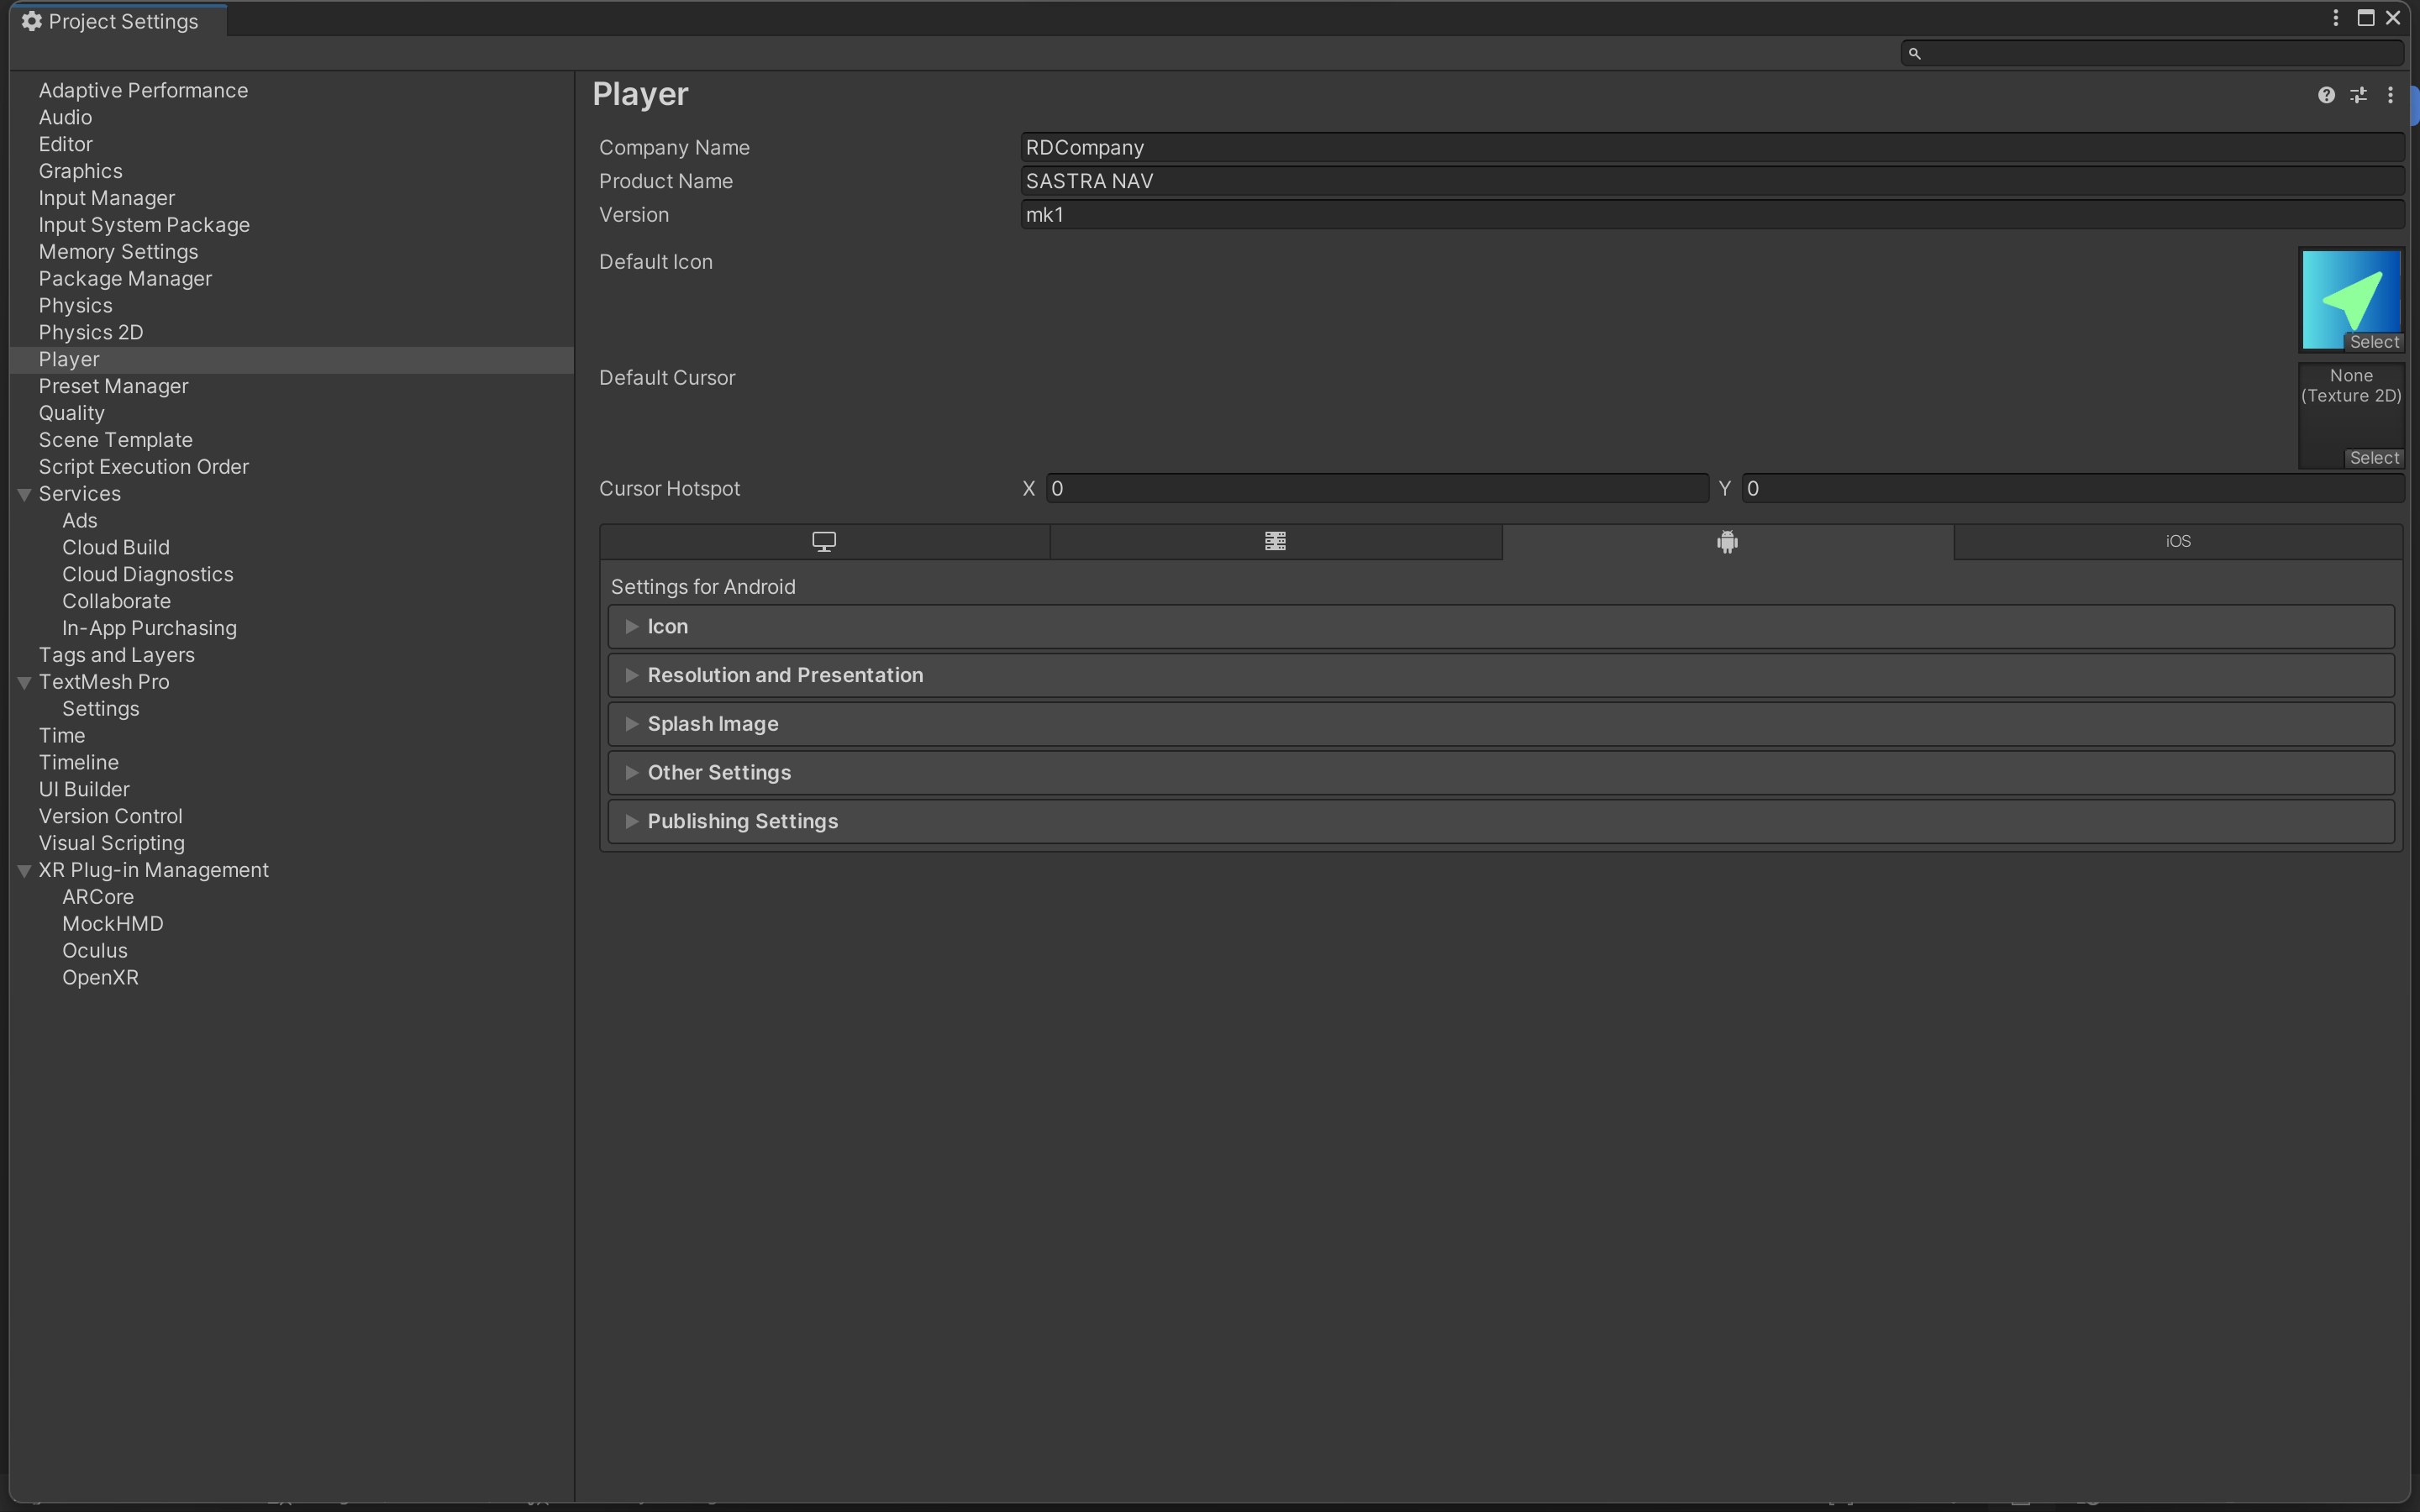 Project Settings
Adaptive Performance
Audio
Editor
Graphics
Input Manager
Input System Package
Memory Settings
Package Manager
Physics
Physics 2D
Player
Preset Manager
Quality
Scene Template
Script Execution Order
Services
Ads
Cloud Build
Cloud Diagnostics
Collaborate
In-App Purchasing
Tags and Layers
TextMesh Pro
Settings
Time
Timeline
UI Builder
Version Control
Visual Scripting
XR Plug-in Management
ARCore
MockHMD
Oculus
OpenXR
Player
Company Name RDCompany
Product Name SASTRA NAV
Version mk1
Default Icon
Select
Default Cursor
None
(Texture 2D)
Select
Cursor Hotspot X 0 Y 0
iOS
Settings for Android
Icon
Resolution and Presentation
Splash Image
Other Settings
Publishing Settings